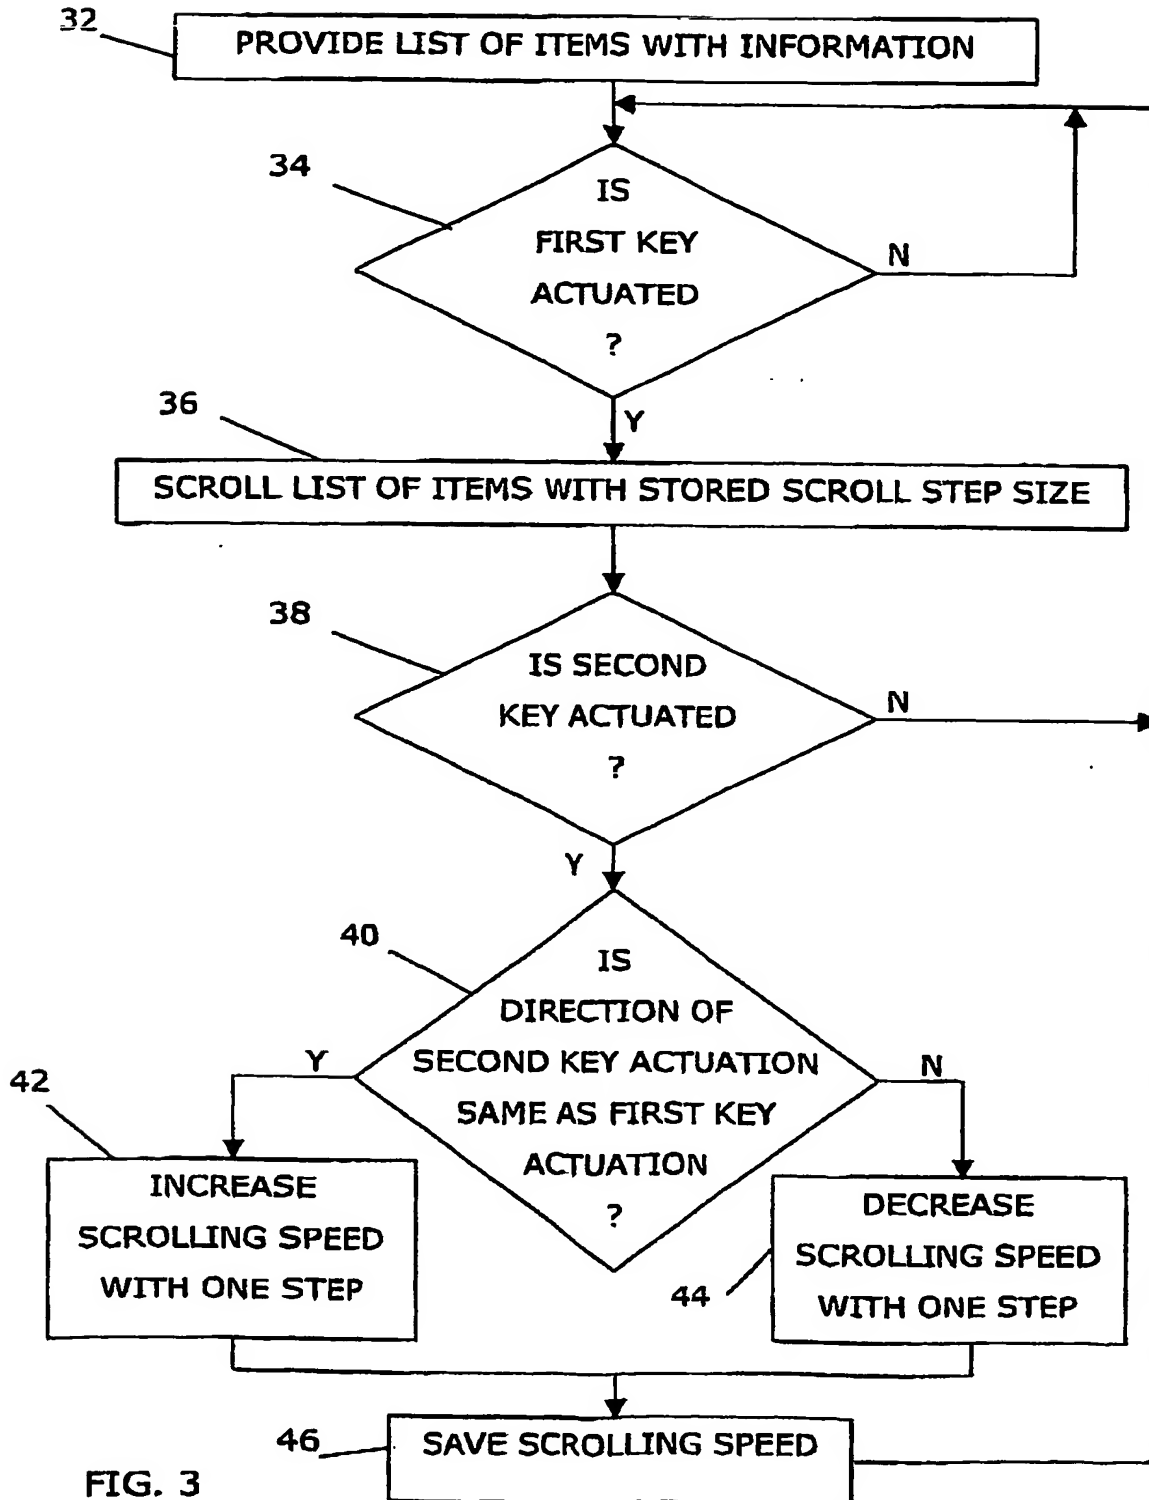 32
PROVIDE LIST OF ITEMS WITH INFORMATION
34
IS
FIRST KEY
ACTUATED
?
N
Y
36
SCROLL LIST OF ITEMS WITH STORED SCROLL STEP SIZE
38
IS SECOND
KEY ACTUATED
?
N
Y
40
IS
DIRECTION OF
SECOND KEY ACTUATION
SAME AS FIRST KEY
ACTUATION
?
Y
N
42
INCREASE
SCROLLING SPEED
WITH ONE STEP
DECREASE
SCROLLING SPEED
WITH ONE STEP
44
46
SAVE SCROLLING SPEED
FIG. 3